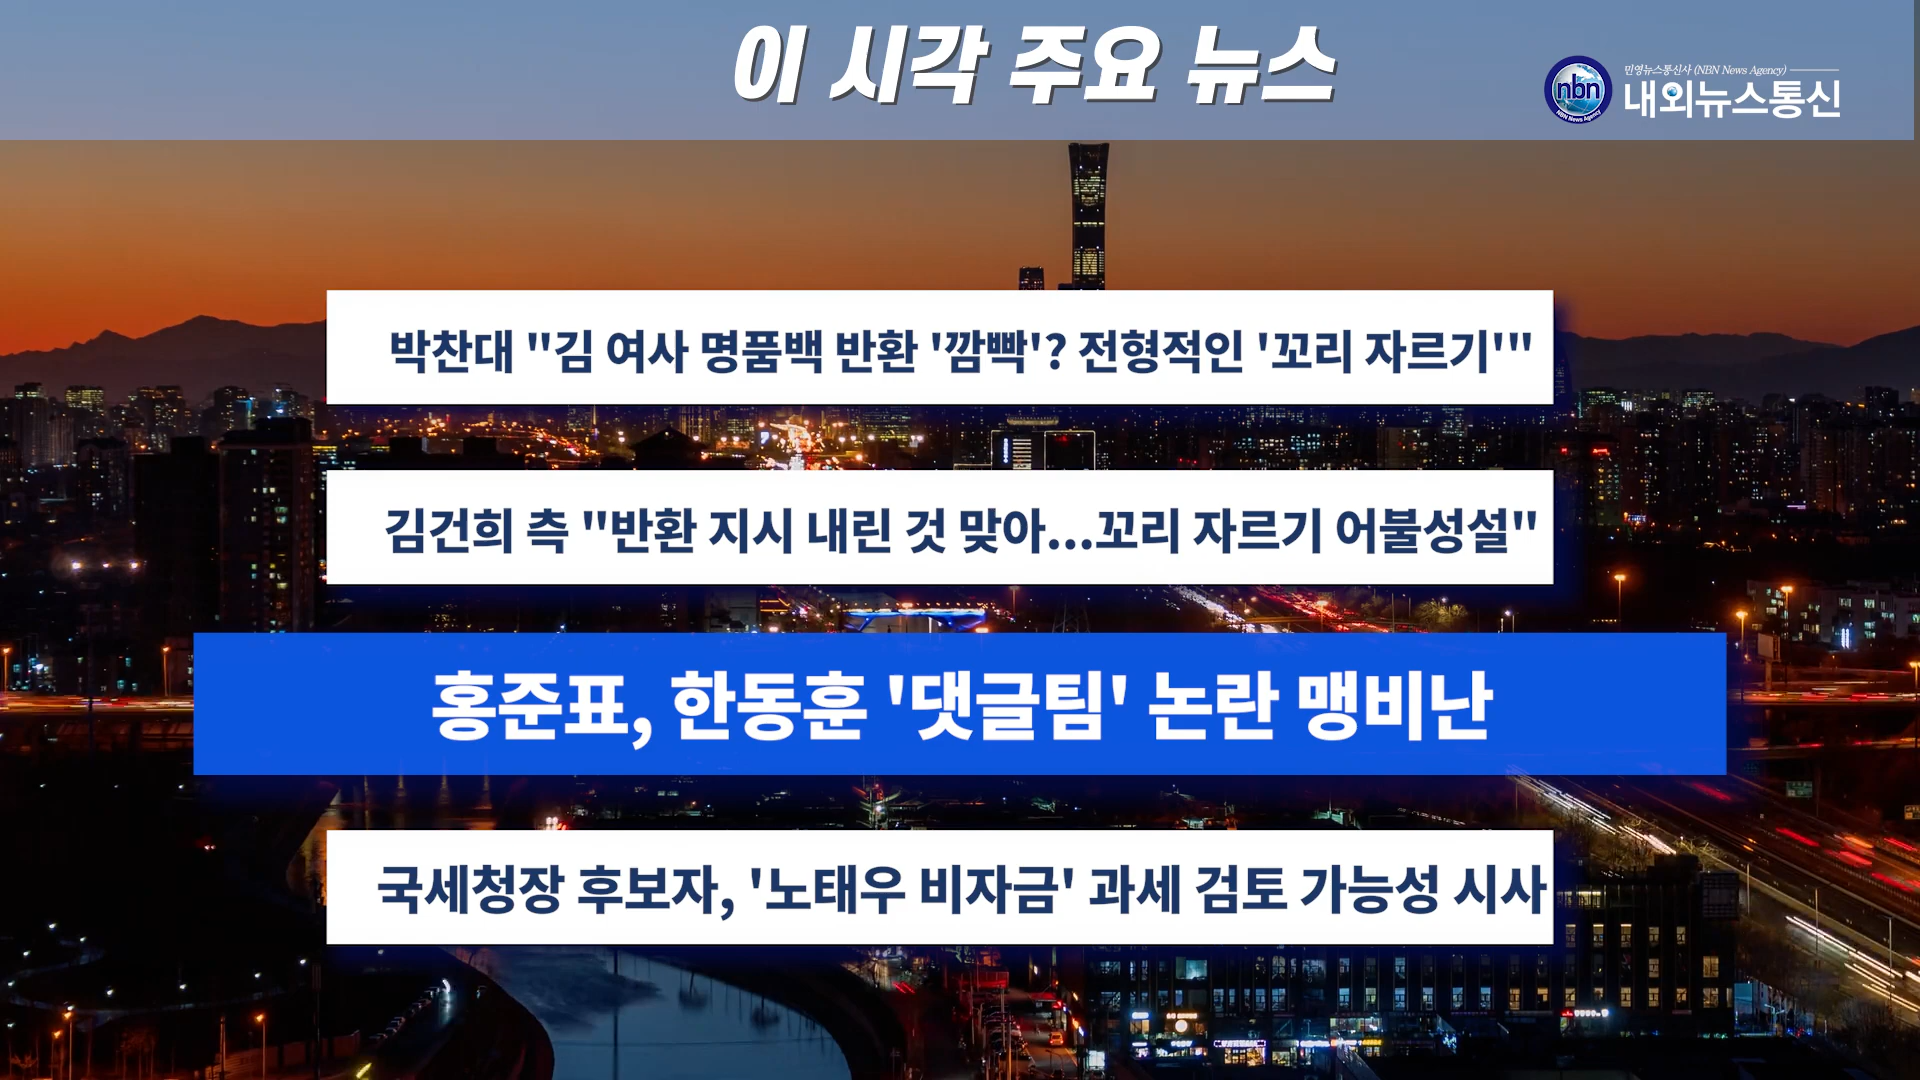 이 시각 주요 뉴스
민영뉴스통신사 (NBN News Agency)
nbn
NBN News Agency
내외뉴스통신
박찬대 "김 여사 명품백 반환 '깜빡'? 전형적인 '꼬리 자르기'"
김건희 측 "반환 지시 내린 것 맞아...꼬리 자르기 어불성설"
홍준표, 한동훈 '댓글팀' 논란 맹비난
국세청장 후보자, '노태우 비자금' 과세 검토 가능성 시사